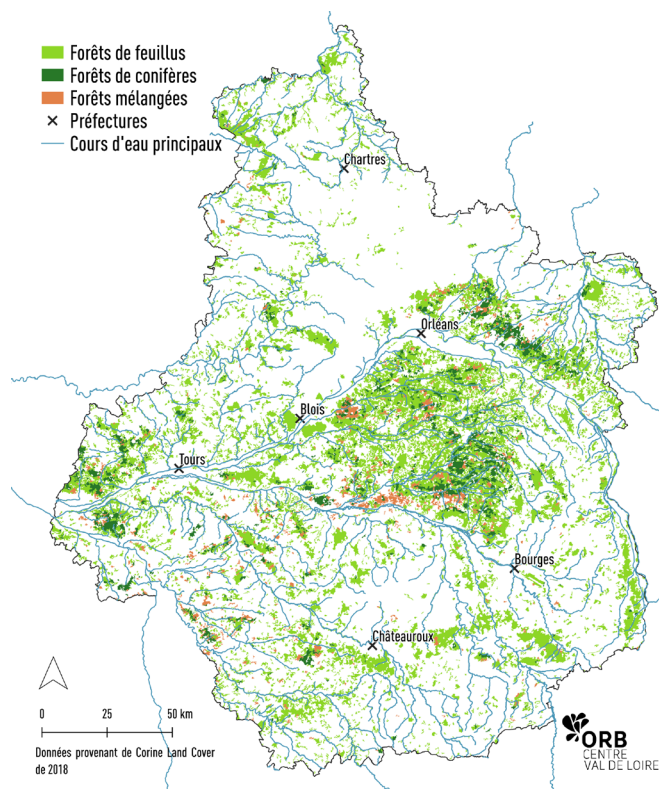 Forêts de feuillus
Forêts de conifères
Forêts mélangées
Préfectures
Cours d'eau principaux
Chartres
Orléans
Blois
Tours
Bourges
Châteauroux
0 25 50 km
Données provenant de Corine Land Cover
de 2018
ORB
CENTRE
VAL DE LOIRE